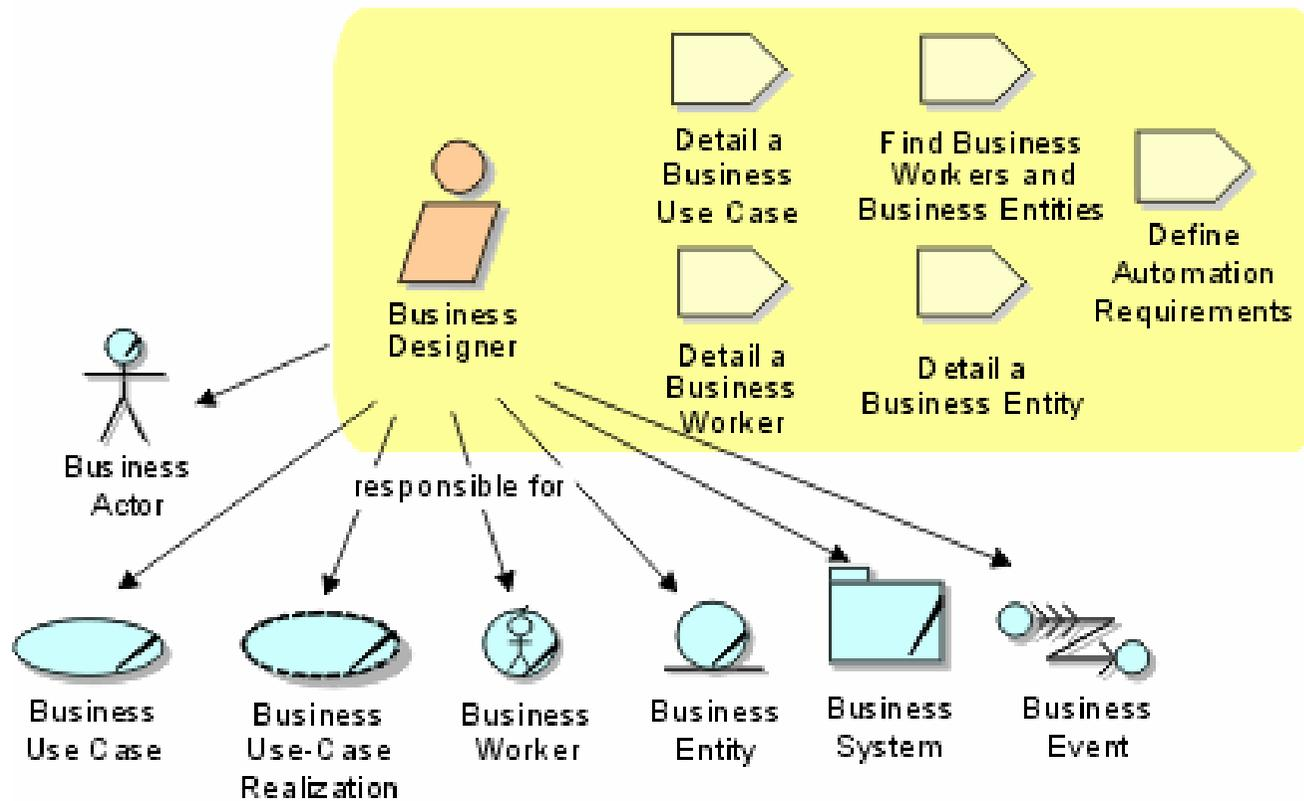 Detail a
Business
Use Case
Find Business
Workers and
Business Entities
Define
Automation
Requirements
Business
Designer
Detail a
Business
Worker
Detail a
Business Entity
Business
Actor
responsible for
Business
Use Case
Business
Use-Case
Realization
Business
Worker
Business
Entity
Business
System
Business
Event